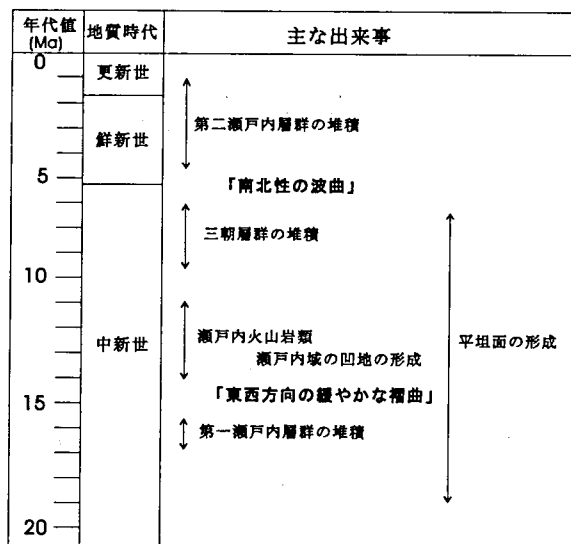 年代値 地質時代 主な出来事
(Ma)
0
更新世
第二瀬戸内層群の堆積
鮮新世
5
「南北性の波曲」
三朝層群の堆積
10
瀬戸内火山岩類
中新世
平坦面の形成
瀬戸内城の凹地の形成
「東西方向の緩やかな褶曲」
15
第一瀬戸内層群の堆積
20